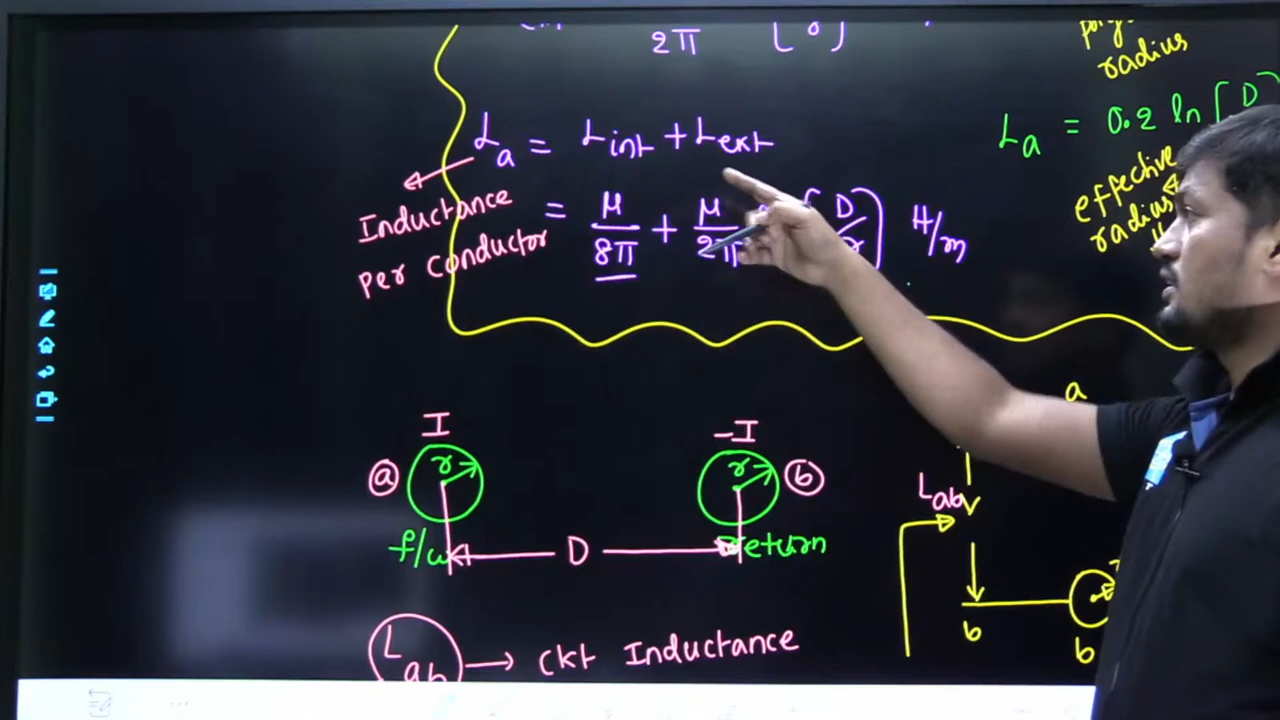 2π
radius
La = Lint + Lext
La = 0.2 ln [D
Inductance
per conductor
= μ/8π + μ/2π (D/r) H/m
effective
radius
I
-I
a
r
r
b
a
f/w
D
return
Lab
b
b
Lab → Ckt Inductance